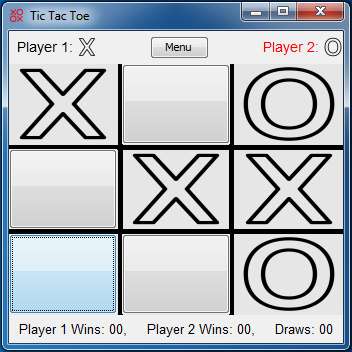 Tic Tac Toe
Player 1: X Menu Player 2: O
X O
X X
O
Player 1 Wins: 00, Player 2 Wins: 00, Draws: 00